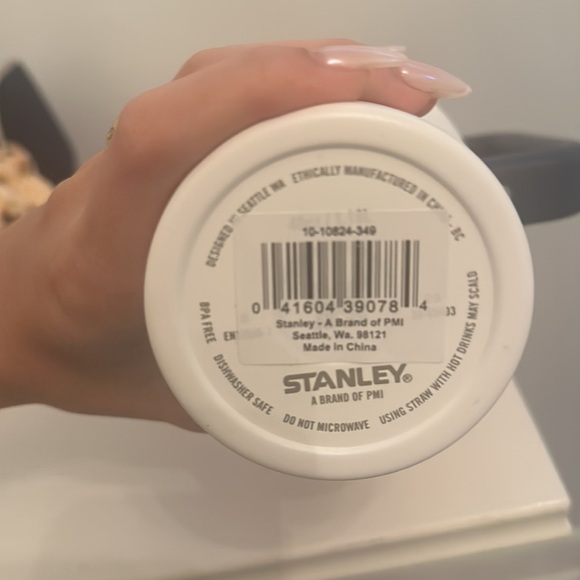 DESIGNED IN SEATTLE WA ETHICALLY MANUFACTURED IN
10-10824-349
0 41604 39078 4
Stanley - A Brand of PMI
Seattle, Wa. 98121
Made in China
STANLEY®
A BRAND OF PMI
BPA FREE
DISHWASHER SAFE
DO NOT MICROWAVE
USING STRAW WITH HOT DRINKS MAY SCALD